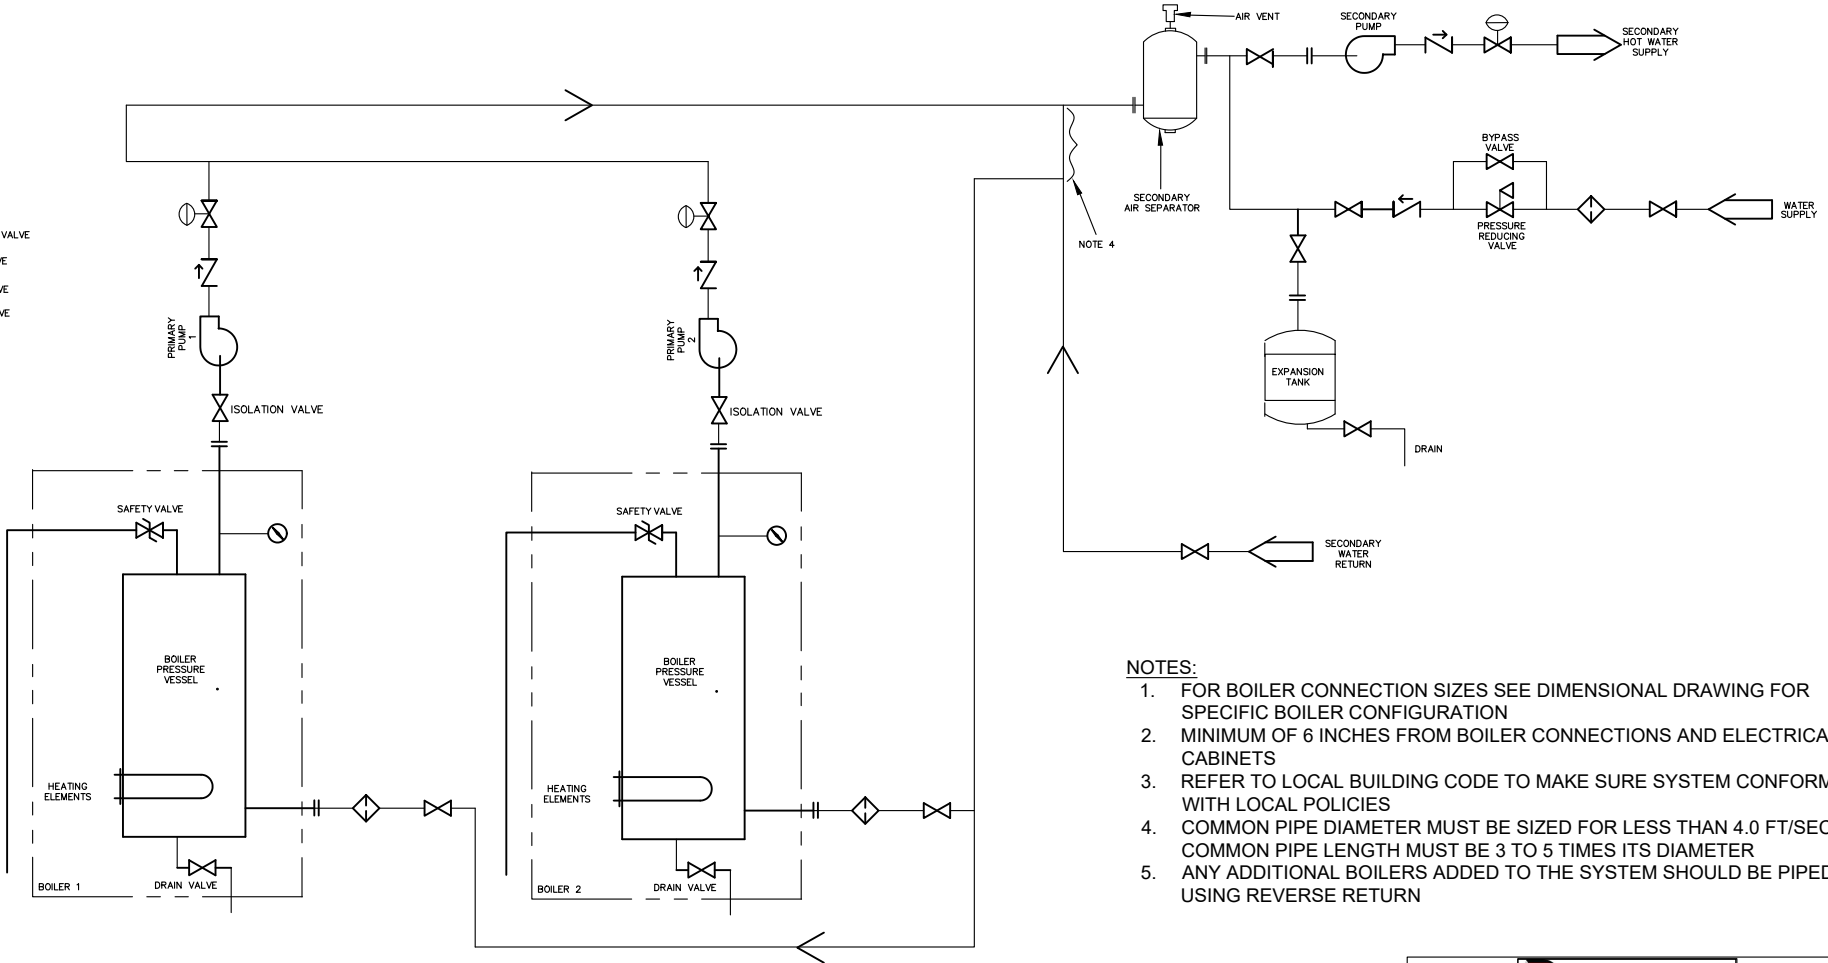 AIR VENT
SECONDARY
PUMP
SECONDARY
HOT WATER
SUPPLY
BYPASS
VALVE
SECONDARY
AIR SEPARATOR
WATER
SUPPLY
PRESSURE
REDUCING
VALVE
NOTE 4
VALVE
PRIMARY
PUMP
1
PRIMARY
PUMP
2
EXPANSION
TANK
ISOLATION VALVE
ISOLATION VALVE
DRAIN
SAFETY VALVE
SAFETY VALVE
SECONDARY
WATER
RETURN
BOILER
PRESSURE
VESSEL
BOILER
PRESSURE
VESSEL
HEATING
ELEMENTS
HEATING
ELEMENTS
BOILER 1
DRAIN VALVE
BOILER 2
DRAIN VALVE
NOTES:
1. FOR BOILER CONNECTION SIZES SEE DIMENSIONAL DRAWING FOR
SPECIFIC BOILER CONFIGURATION
2. MINIMUM OF 6 INCHES FROM BOILER CONNECTIONS AND ELECTRICA
CABINETS
3. REFER TO LOCAL BUILDING CODE TO MAKE SURE SYSTEM CONFORM
WITH LOCAL POLICIES
4. COMMON PIPE DIAMETER MUST BE SIZED FOR LESS THAN 4.0 FT/SEC
COMMON PIPE LENGTH MUST BE 3 TO 5 TIMES ITS DIAMETER
5. ANY ADDITIONAL BOILERS ADDED TO THE SYSTEM SHOULD BE PIPED
USING REVERSE RETURN